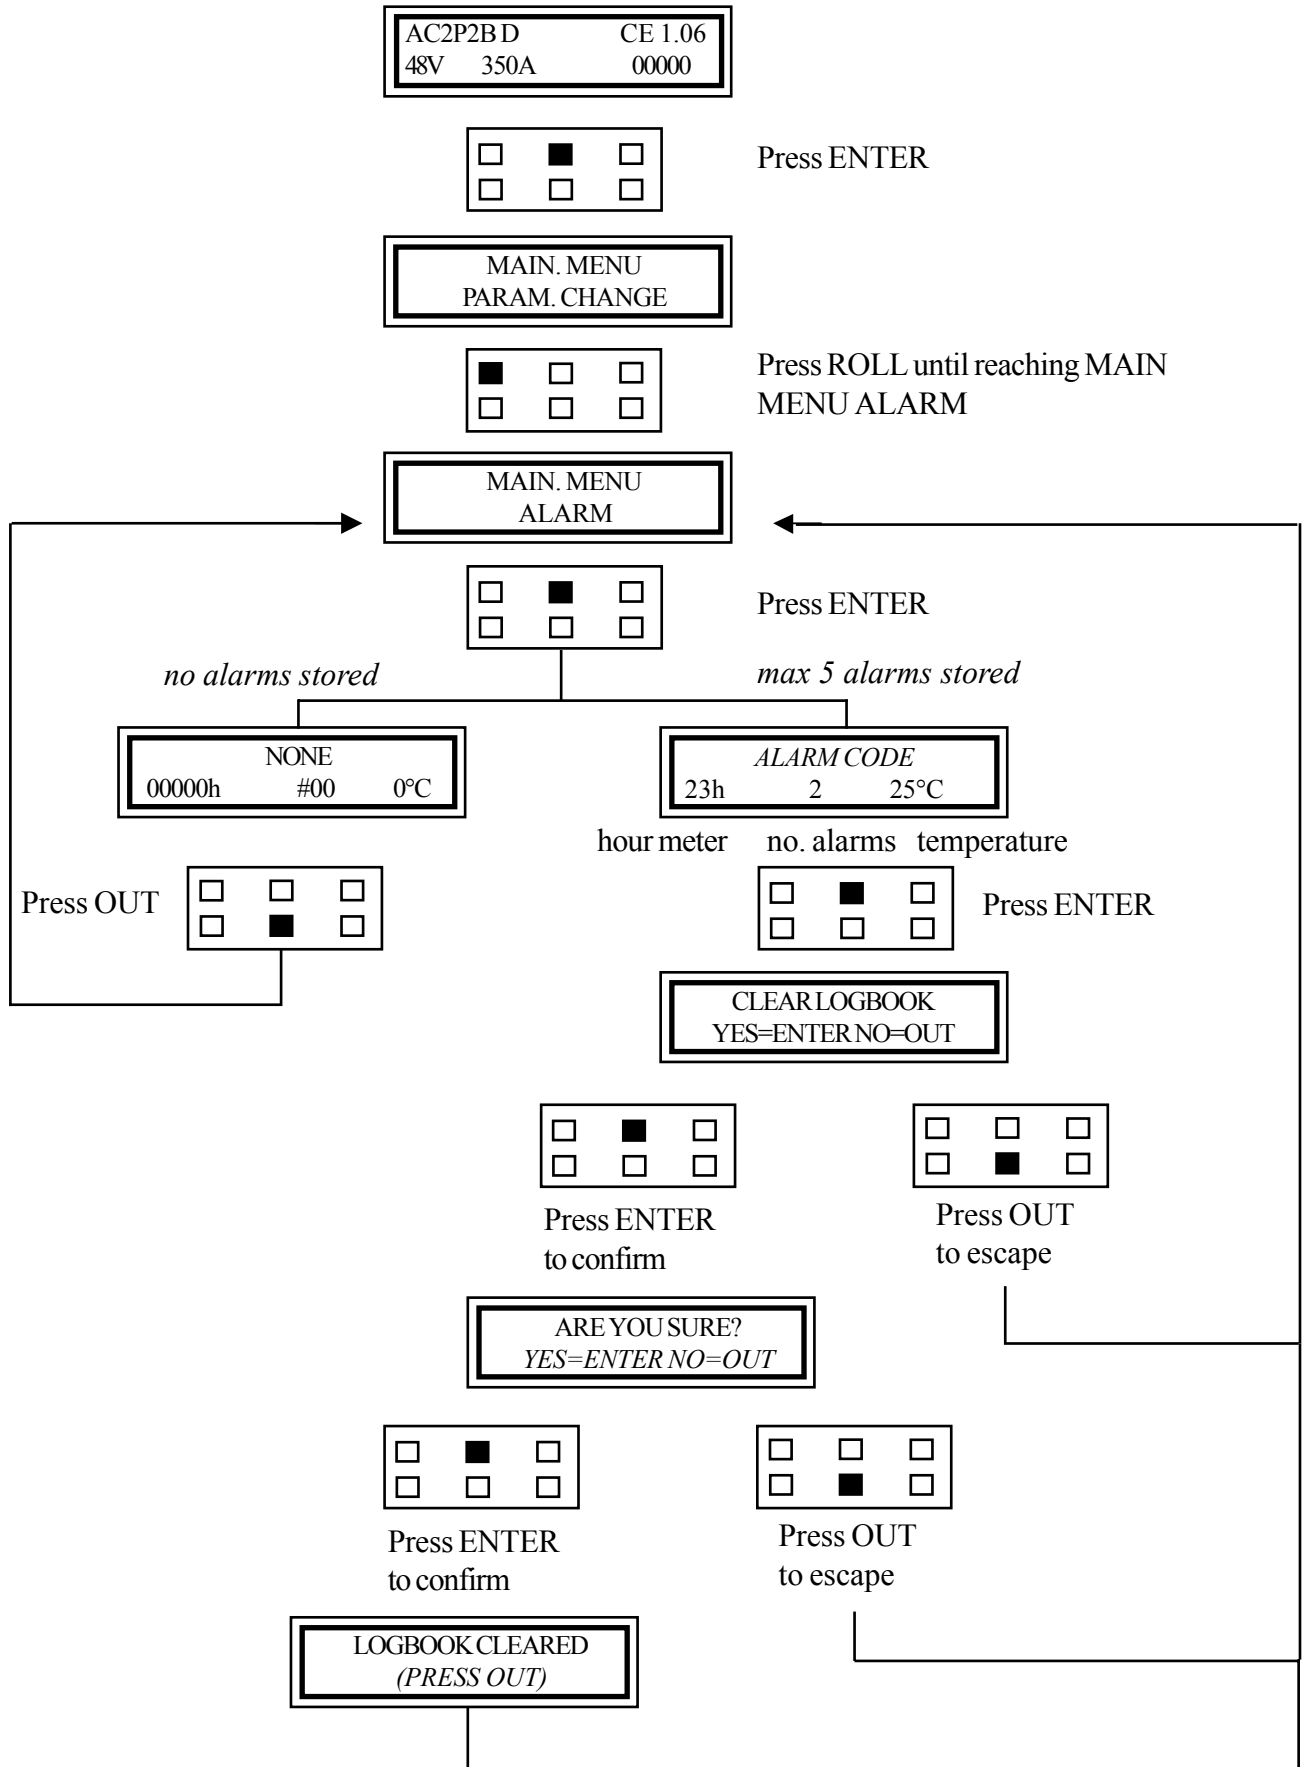 AC2P2B D CE 1.06
48V 350A 00000
Press ENTER
MAIN. MENU
PARAM. CHANGE
Press ROLL until reaching MAIN
MENU ALARM
MAIN. MENU
ALARM
Press ENTER
no alarms stored
max 5 alarms stored
NONE
00000h #00 0°C
ALARM CODE
23h 2 25°C
hour meter no. alarms temperature
Press OUT
Press ENTER
CLEAR LOGBOOK
YES=ENTER NO=OUT
Press ENTER
to confirm
Press OUT
to escape
ARE YOU SURE?
YES=ENTER NO=OUT
Press ENTER
to confirm
Press OUT
to escape
LOGBOOK CLEARED
(PRESS OUT)